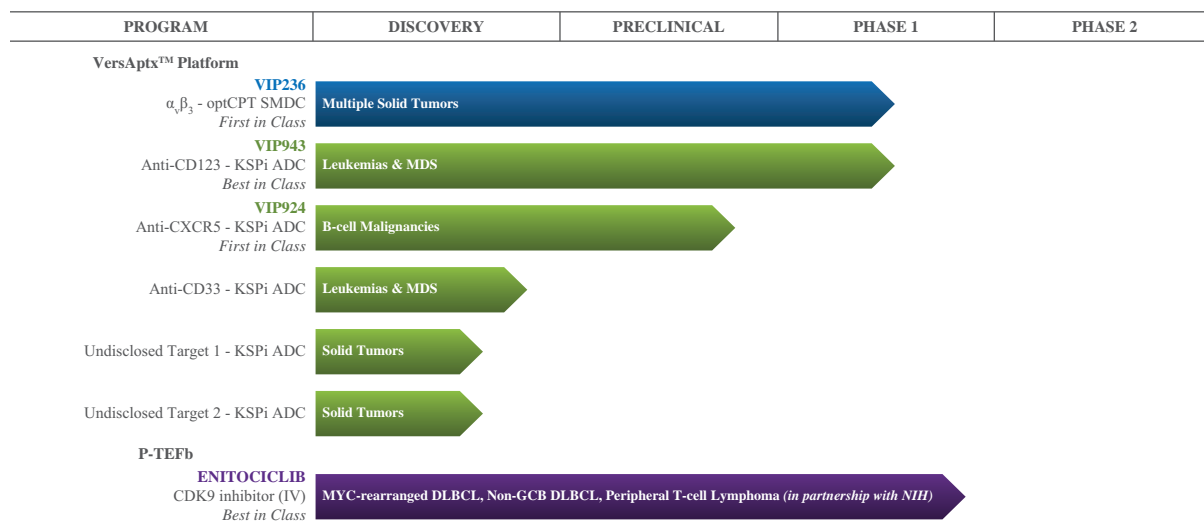 PROGRAM DISCOVERY PRECLINICAL PHASE 1 PHASE 2
VersAptx™ Platform
VIP236
αvβ3 - optCPT SMDC
First in Class
Multiple Solid Tumors
VIP943
Anti-CD123 - KSPi ADC
Best in Class
Leukemias & MDS
VIP924
Anti-CXCR5 - KSPi ADC
First in Class
B-cell Malignancies
Anti-CD33 - KSPi ADC
Leukemias & MDS
Undisclosed Target 1 - KSPi ADC
Solid Tumors
Undisclosed Target 2 - KSPi ADC
Solid Tumors
P-TEFb
ENITOCICLIB
CDK9 inhibitor (IV)
Best in Class
MYC-rearranged DLBCL, Non-GCB DLBCL, Peripheral T-cell Lymphoma (in partnership with NIH)